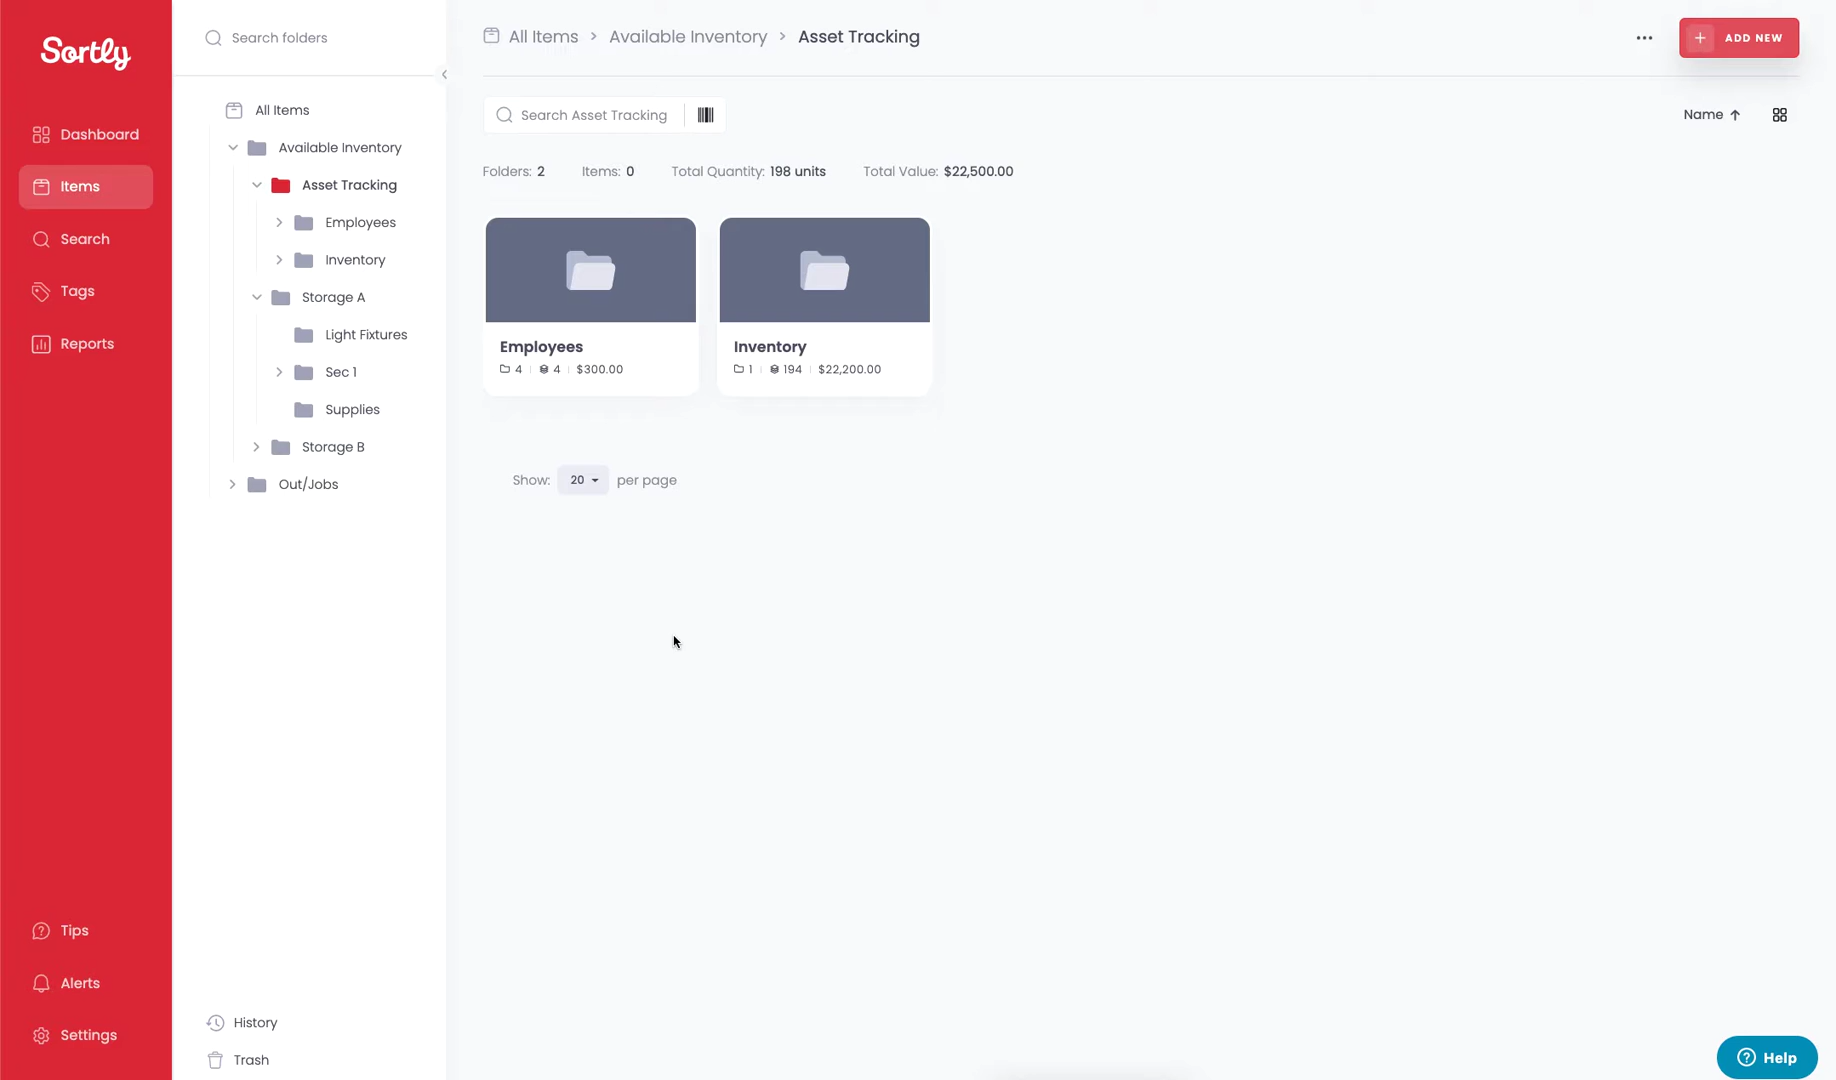 Sortly
Dashboard
Items
Search
Tags
Reports
Tips
Alerts
Settings
Search folders
All Items
Available Inventory
Asset Tracking
Employees
Inventory
Storage A
Light Fixtures
Sec 1
Supplies
Storage B
Out/Jobs
History
Trash
All Items > Available Inventory > Asset Tracking
... + ADD NEW
Search Asset Tracking
Name ↑
Folders: 2 Items: 0 Total Quantity: 198 units Total Value: $22,500.00
Employees
4 | 4 | $300.00
Inventory
1 | 194 | $22,200.00
Show: 20 per page
? Help